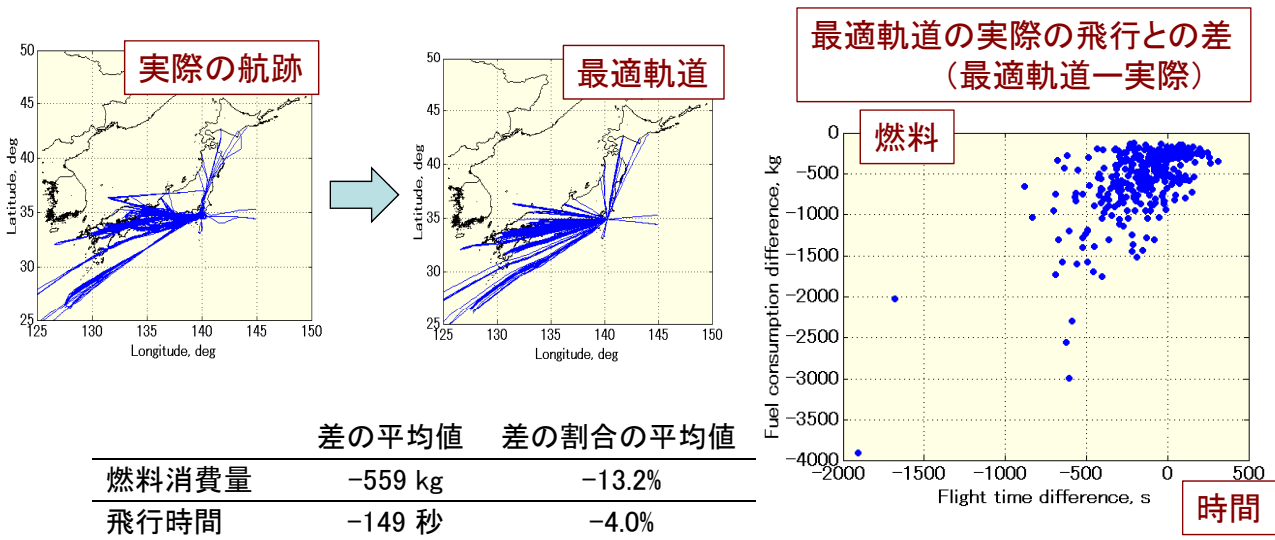 実際の航跡
50
45
40
35
30
25
125
130
135
140
145
150
Latitude, deg
Longitude, deg
最適軌道
50
45
40
35
30
25
125
130
135
140
145
150
Latitude, deg
Longitude, deg
最適軌道の実際の飛行との差
(最適軌道ー実際)
燃料
0
-500
-1000
-1500
-2000
-2500
-3000
-3500
-4000
-2000
-1500
-1000
-500
0
500
Fuel consumption difference, kg
Flight time difference, s
時間
差の平均値 差の割合の平均値
燃料消費量 -559 kg -13.2%
飛行時間 -149 秒 -4.0%